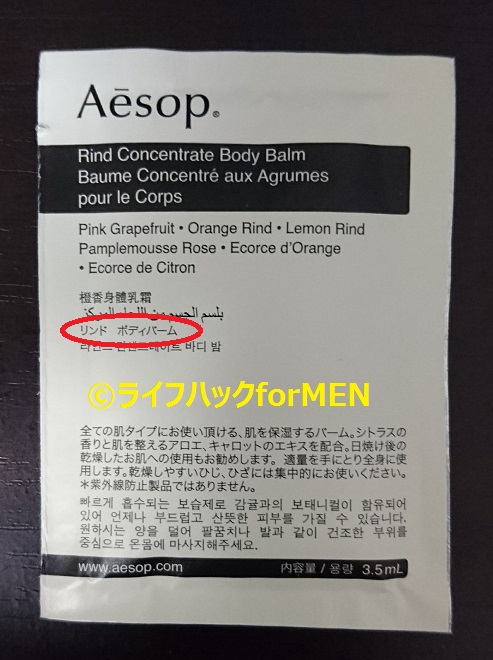 Aēsop®
Rind Concentrate Body Balm
Baume Concentré aux Agrumes
pour le Corps
Pink Grapefruit • Orange Rind • Lemon Rind
Pamplemousse Rose • Ecorce d'Orange
• Ecorce de Citron
橙香身體乳霜
بلسم الجسم من اللحاء المركز
リンド ボディバーム
바디 밤
©ライフハックforMEN
全ての肌タイプにお使い頂ける、肌を保湿するバーム。シトラスの
香りと肌を整えるアロエ、キャロットのエキスを配合。日焼け後の
乾燥したお肌への使用もお勧めします。 適量を手にとり全身に使
用します。乾燥しやすいひじ、ひざには集中的にお使いください。
*紫外線防止製品ではありません。
빠르게 흡수되는 보습제로 감귤과의 보태니컬이 함유되어
있어 언제나 부드럽고 산뜻한 피부를 가질 수 있습니다.
원하시는 양을 덜어 팔꿈치나 발과 같이 건조한 부위를
중심으로 온몸에 마사지해주세요.
www.aesop.com 内容量 / 용량 3.5mL